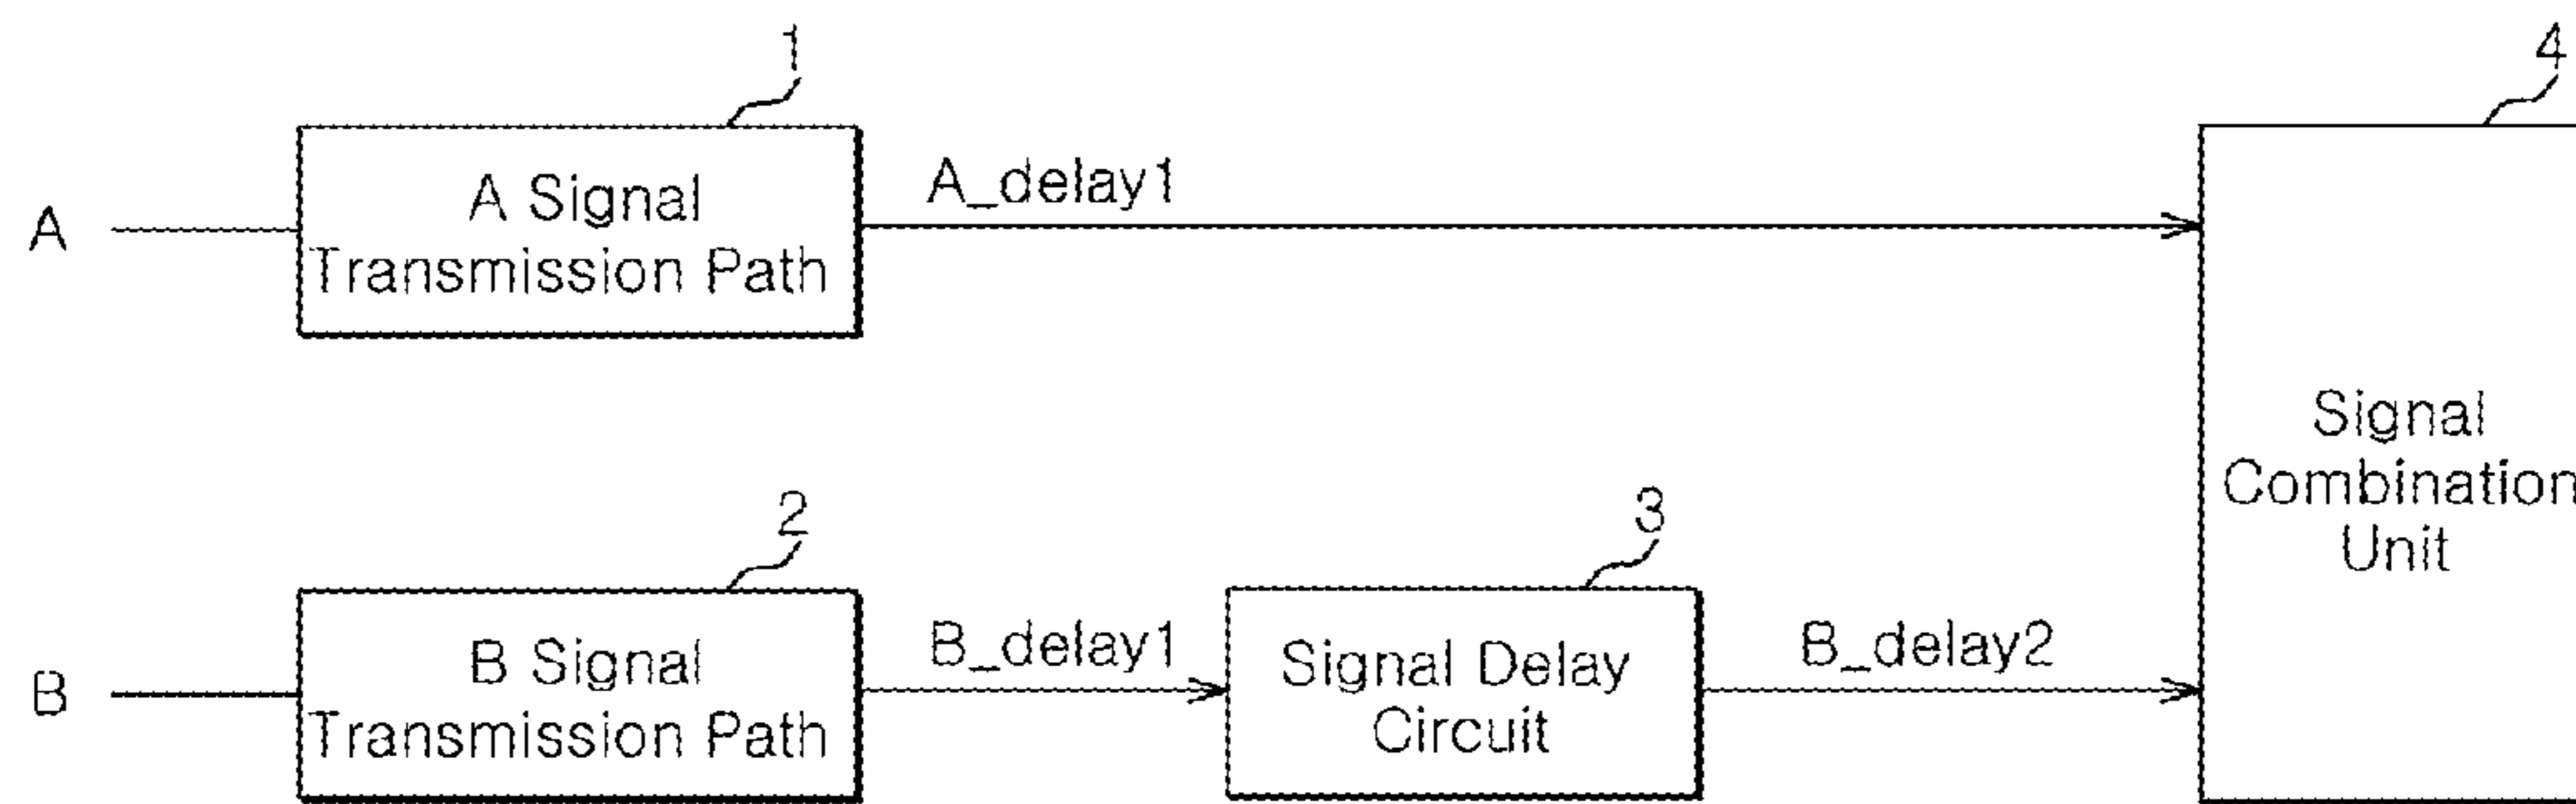 1
4
A Signal
Transmission Path
A
A_delay1
Signal
Combination
Unit
2
3
B Signal
Transmission Path
B
B_delay1
Signal Delay
Circuit
B_delay2